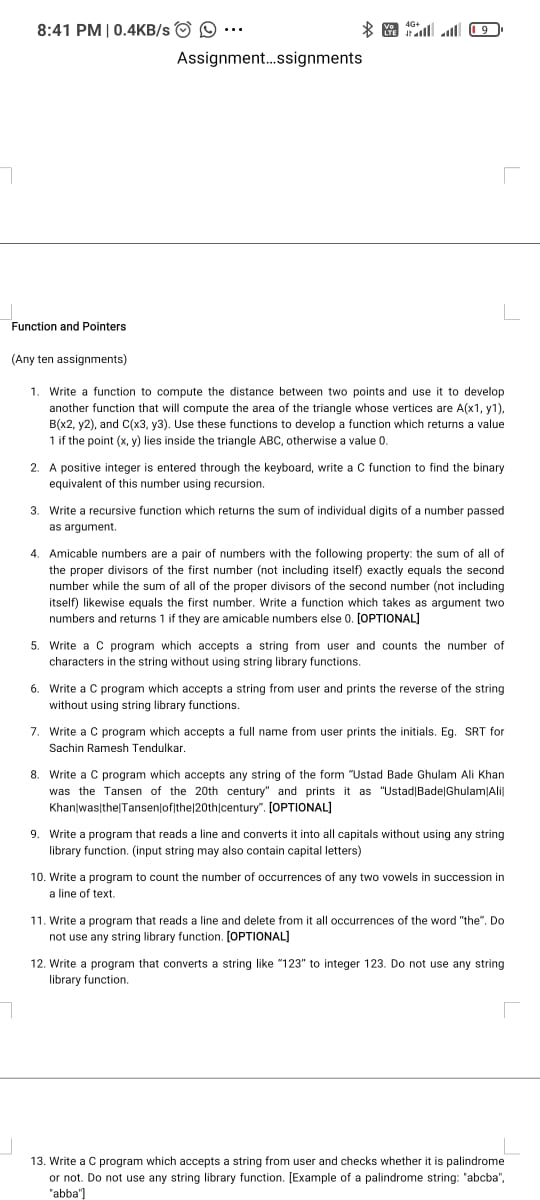 8:41 PM | 0.4KB/s ...
Vo LTE 4G+ 9
Assignment...ssignments
Function and Pointers
(Any ten assignments)
1. Write a function to compute the distance between two points and use it to develop
another function that will compute the area of the triangle whose vertices are A(x1, y1),
B(x2, y2), and C(x3, y3). Use these functions to develop a function which returns a value
1 if the point (x, y) lies inside the triangle ABC, otherwise a value 0.
2. A positive integer is entered through the keyboard, write a C function to find the binary
equivalent of this number using recursion.
3. Write a recursive function which returns the sum of individual digits of a number passed
as argument.
4. Amicable numbers are a pair of numbers with the following property: the sum of all of
the proper divisors of the first number (not including itself) exactly equals the second
number while the sum of all of the proper divisors of the second number (not including
itself) likewise equals the first number. Write a function which takes as argument two
numbers and returns 1 if they are amicable numbers else 0. [OPTIONAL]
5. Write a C program which accepts a string from user and counts the number of
characters in the string without using string library functions.
6. Write a C program which accepts a string from user and prints the reverse of the string
without using string library functions.
7. Write a C program which accepts a full name from user prints the initials. Eg. SRT for
Sachin Ramesh Tendulkar.
8. Write a C program which accepts any string of the form "Ustad Bade Ghulam Ali Khan
was the Tansen of the 20th century" and prints it as "Ustad|Bade|Ghulam|Ali|
Khan|was|the|Tansen|of|the|20th|century". [OPTIONAL]
9. Write a program that reads a line and converts it into all capitals without using any string
library function. (input string may also contain capital letters)
10. Write a program to count the number of occurrences of any two vowels in succession in
a line of text.
11. Write a program that reads a line and delete from it all occurrences of the word "the". Do
not use any string library function. [OPTIONAL]
12. Write a program that converts a string like "123" to integer 123. Do not use any string
library function.
13. Write a C program which accepts a string from user and checks whether it is palindrome
or not. Do not use any string library function. [Example of a palindrome string: "abcba",
"abba"]